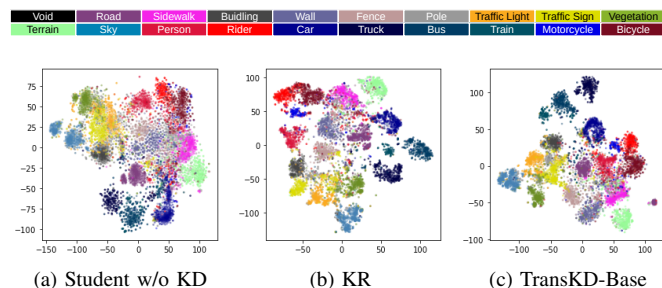 Void Road Sidewalk Buidling Wall Fence Pole Traffic Light Traffic Sign Vegetation
Terrain Sky Person Rider Car Truck Bus Train Motorcycle Bicycle
75
50
25
0
−25
−50
−75
−100
−150 −100 −50 0 50 100
100
50
0
−50
−100
−50 0 50 100
100
50
0
−50
−100 −50 0 50
(a) Student w/o KD (b) KR (c) TransKD-Base